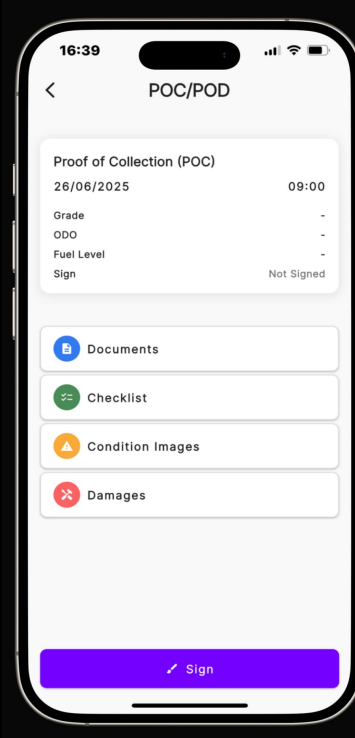 16:39
POC/POD
Proof of Collection (POC)
26/06/2025 09:00
Grade -
ODO -
Fuel Level -
Sign Not Signed
Documents
Checklist
Condition Images
Damages
Sign